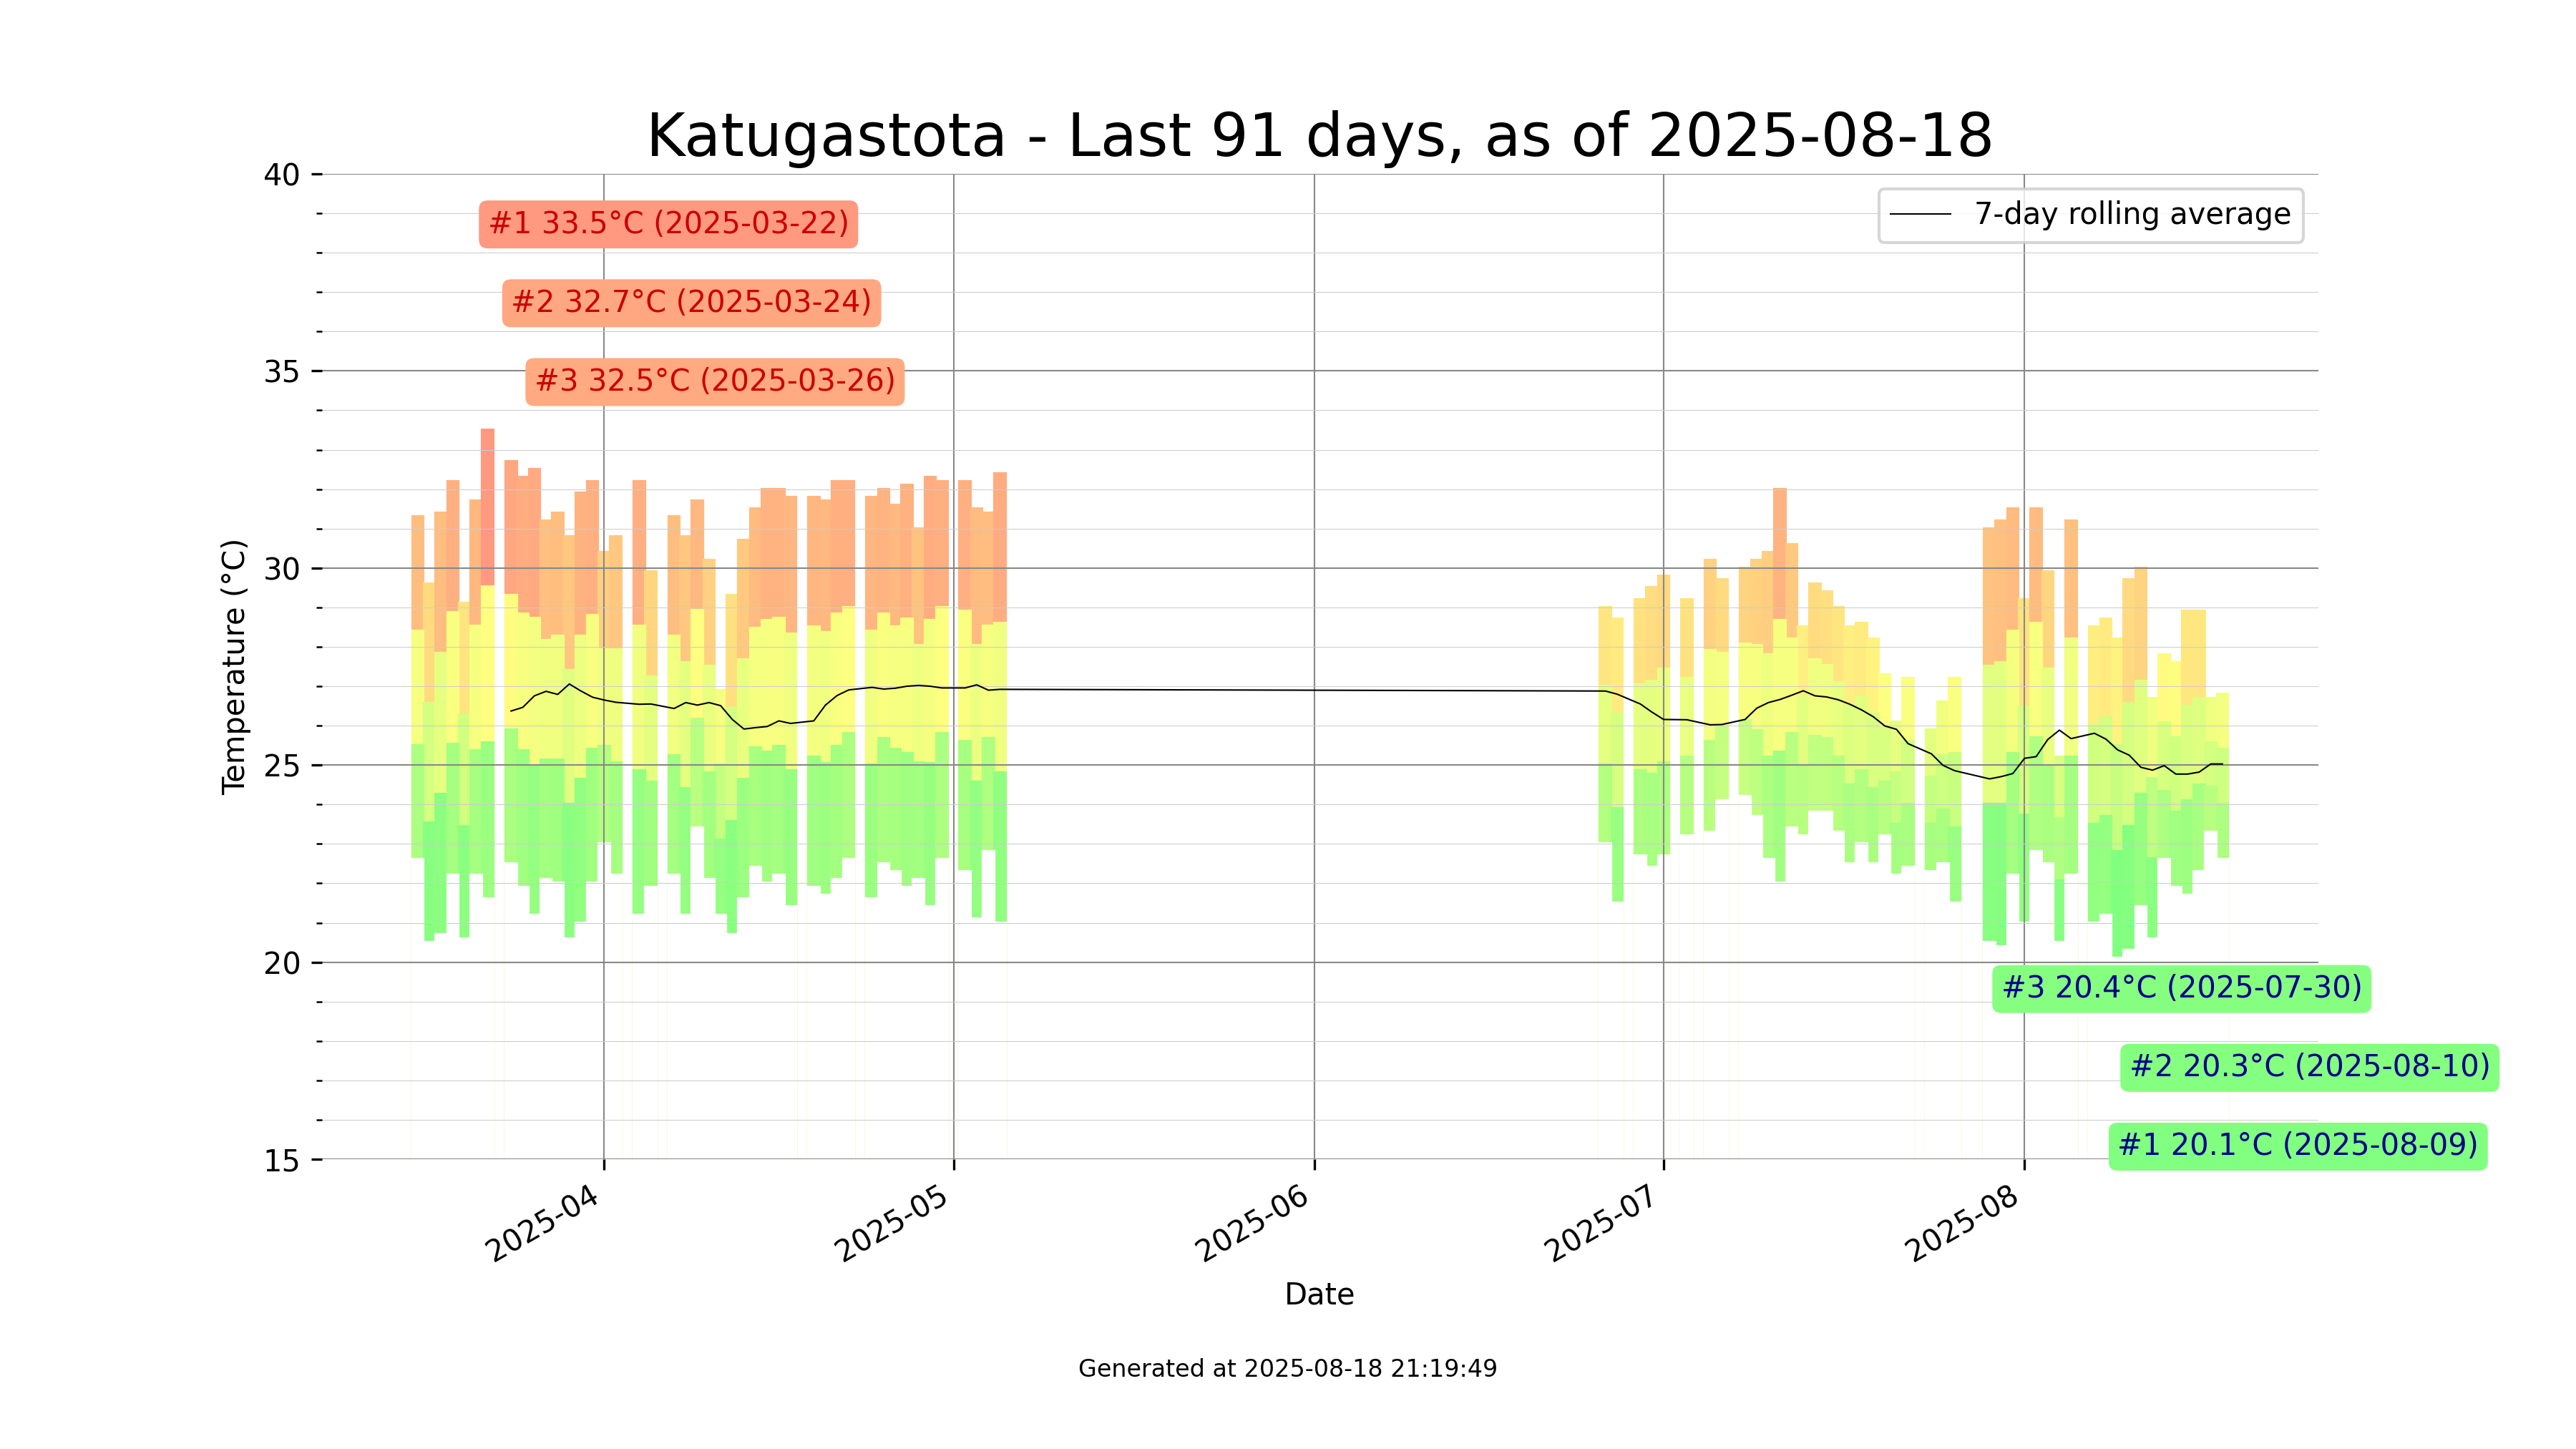 Katugastota - Last 91 days, as of 2025-08-18
40
35
30
25
20
15
Temperature (°C)
7-day rolling average
#1 33.5°C (2025-03-22)
#2 32.7°C (2025-03-24)
#3 32.5°C (2025-03-26)
#3 20.4°C (2025-07-30)
#2 20.3°C (2025-08-10)
#1 20.1°C (2025-08-09)
2025-04
2025-05
2025-06
2025-07
2025-08
Date
Generated at 2025-08-18 21:19:49